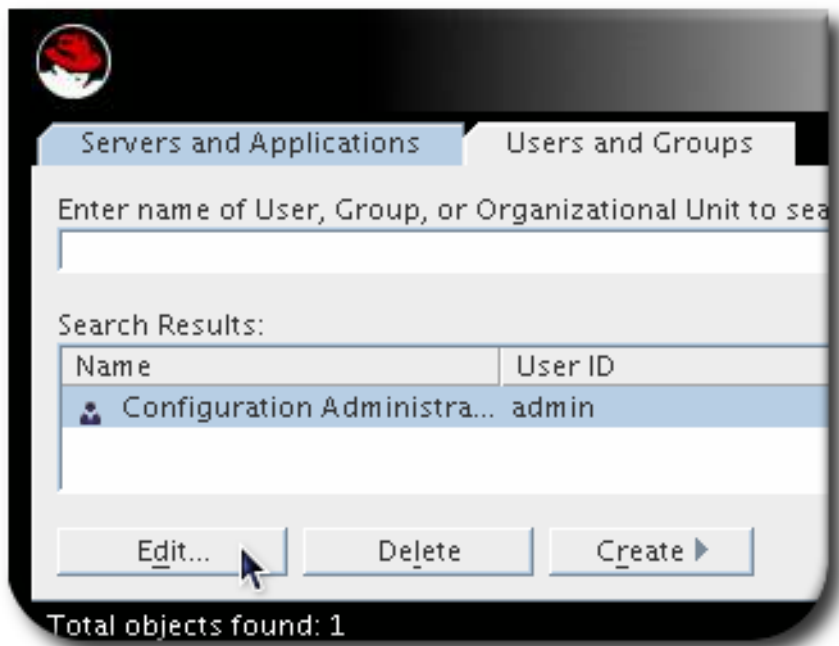 Servers and Applications Users and Groups
Enter name of User, Group, or Organizational Unit to sea
Search Results:
Name User ID
Configuration Administra... admin
Edit... Delete Create
Total objects found: 1